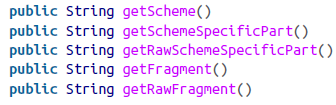 public String getScheme()
public String getSchemeSpecificPart()
public String getRawSchemeSpecificPart()
public String getFragment()
public String getRawFragment()